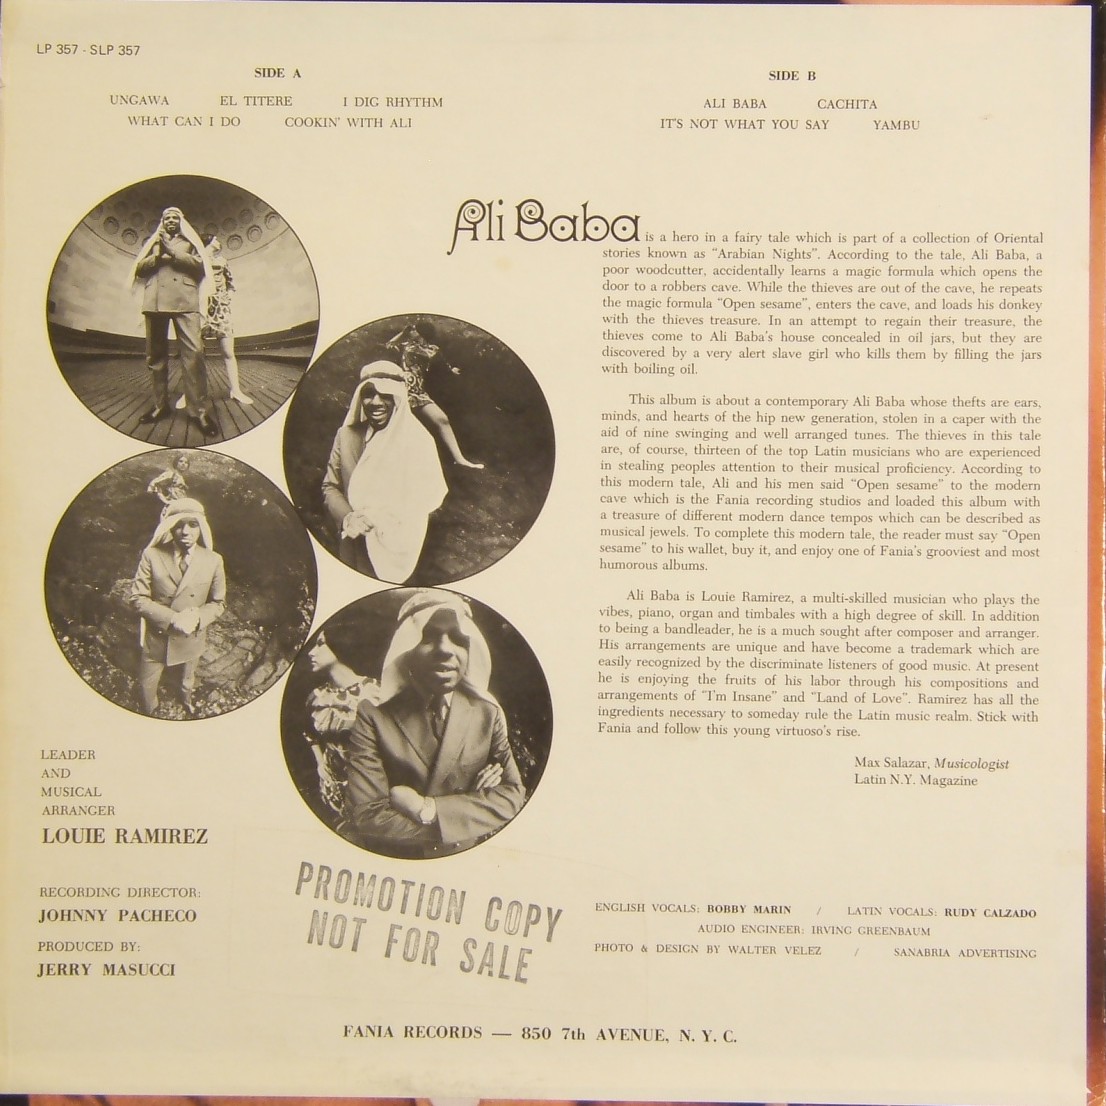 LP 357 - SLP 357
SIDE A
UNGAWA EL TITERE I DIG RHYTHM
WHAT CAN I DO COOKIN' WITH ALI
SIDE B
ALI BABA CACHITA
IT'S NOT WHAT YOU SAY YAMBU
Ali Baba is a hero in a fairy tale which is part of a collection of Oriental
stories known as "Arabian Nights". According to the tale, Ali Baba, a
poor woodcutter, accidentally learns a magic formula which opens the
door to a robbers cave. While the thieves are out of the cave, he repeats
the magic formula "Open sesame", enters the cave, and loads his donkey
with the thieves treasure. In an attempt to regain their treasure, the
thieves come to Ali Baba's house concealed in oil jars, but they are
discovered by a very alert slave girl who kills them by filling the jars
with boiling oil.
This album is about a contemporary Ali Baba whose thefts are ears,
minds, and hearts of the hip new generation, stolen in a caper with the
aid of nine swinging and well arranged tunes. The thieves in this tale
are, of course, thirteen of the top Latin musicians who are experienced
in stealing peoples attention to their musical proficiency. According to
this modern tale, Ali and his men said "Open sesame" to the modern
cave which is the Fania recording studios and loaded this album with
a treasure of different modern dance tempos which can be described as
musical jewels. To complete this modern tale, the reader must say "Open
sesame" to his wallet, buy it, and enjoy one of Fania's grooviest and most
humorous albums.
Ali Baba is Louie Ramirez, a multi-skilled musician who plays the
vibes, piano, organ and timbales with a high degree of skill. In addition
to being a bandleader, he is a much sought after composer and arranger.
His arrangements are unique and have become a trademark which are
easily recognized by the discriminate listeners of good music. At present
he is enjoying the fruits of his labor through his compositions and
arrangements of "I'm Insane" and "Land of Love". Ramirez has all the
ingredients necessary to someday rule the Latin music realm. Stick with
Fania and follow this young virtuoso's rise.
Max Salazar, Musicologist
Latin N.Y. Magazine
LEADER
AND
MUSICAL
ARRANGER
LOUIE RAMIREZ
RECORDING DIRECTOR:
JOHNNY PACHECO
PRODUCED BY:
JERRY MASUCCI
PROMOTION COPY
NOT FOR SALE
ENGLISH VOCALS: BOBBY MARIN / LATIN VOCALS: RUDY CALZADO
AUDIO ENGINEER: IRVING GREENBAUM
PHOTO & DESIGN BY WALTER VELEZ / SANABRIA ADVERTISING
FANIA RECORDS — 850 7th AVENUE, N. Y. C.